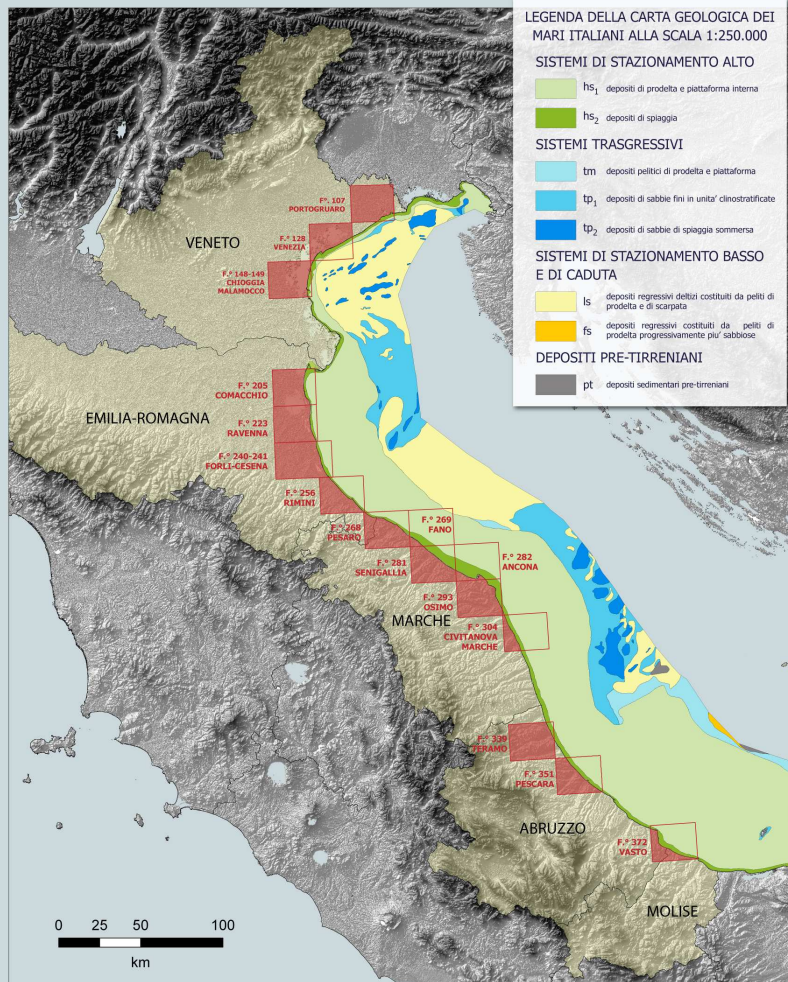 LEGENDA DELLA CARTA GEOLOGICA DEI
MARI ITALIANI ALLA SCALA 1:250.000
SISTEMI DI STAZIONAMENTO ALTO
hs1 depositi di prodelta e piattaforma interna
hs2 depositi di spiaggia
SISTEMI TRASGRESSIVI
tm depositi pelitici di prodelta e piattaforma
tp1 depositi di sabbie fini in unita' clinostratificate
tp2 depositi di sabbie di spiaggia sommersa
SISTEMI DI STAZIONAMENTO BASSO
E DI CADUTA
ls depositi regressivi deltizi costituiti da peliti di
prodelta e di scarpata
fs depositi regressivi costituiti da peliti di
prodelta progressivamente piu' sabbiose
DEPOSITI PRE-TIRRENIANI
pt depositi sedimentari pre-tirreniani
F.° 107
PORTOGRUARO
F.° 128
VENEZIA
VENETO
F.° 148-149
CHIOGGIA
MALAMOCCO
F.° 205
COMACCHIO
EMILIA-ROMAGNA
F.° 223
RAVENNA
F.° 240-241
FORLI-CESENA
F.° 256
RIMINI
F.° 268
PESARO
F.° 269
FANO
F.° 281
SENIGALLIA
F.° 282
ANCONA
F.° 293
OSIMO
MARCHE
F.° 304
CIVITANOVA
MARCHE
F.° 339
TERAMO
F.° 351
PESCARA
ABRUZZO
F.° 372
VASTO
MOLISE
0 25 50 100
km